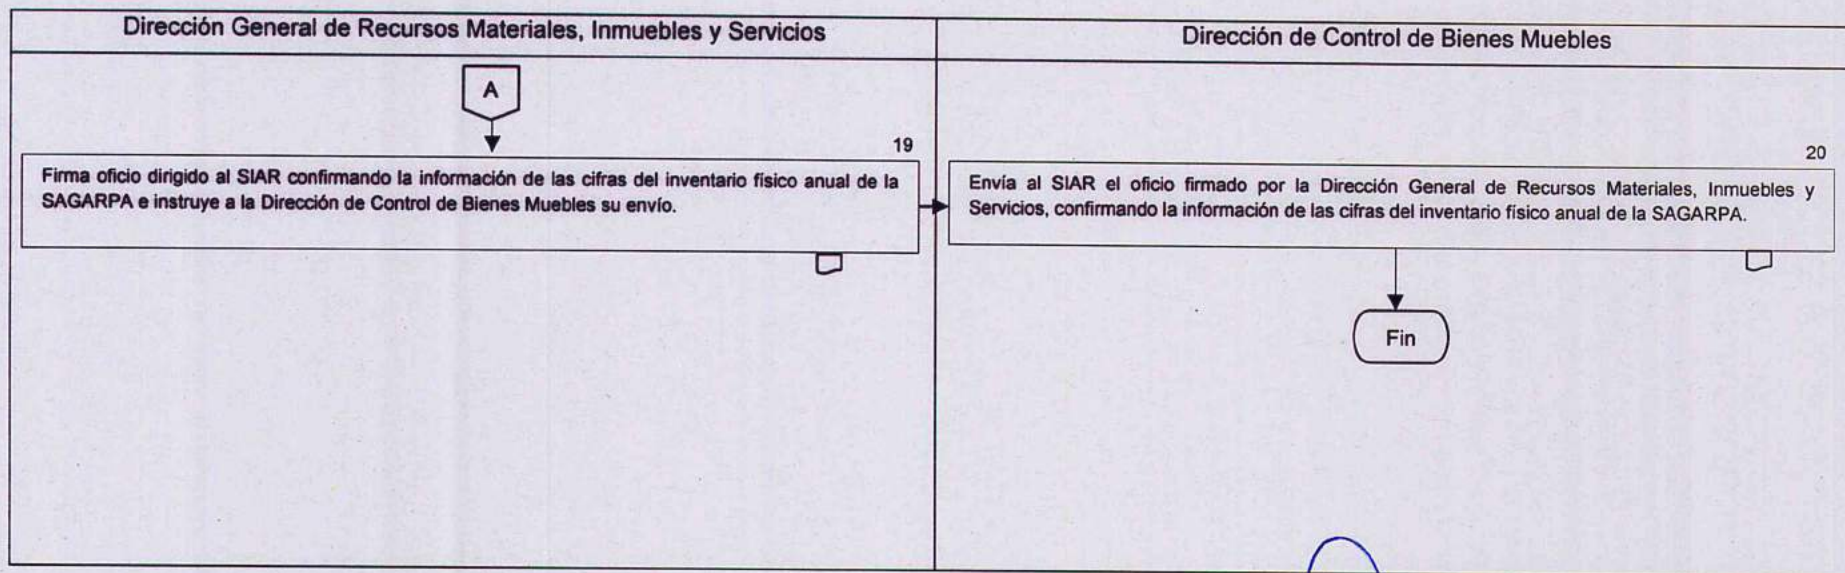 Dirección General de Recursos Materiales, Inmuebles y Servicios
Dirección de Control de Bienes Muebles
A
19
Firma oficio dirigido al SIAR confirmando la información de las cifras del inventario físico anual de la
SAGARPA e instruye a la Dirección de Control de Bienes Muebles su envío.
20
Envía al SIAR el oficio firmado por la Dirección General de Recursos Materiales, Inmuebles y
Servicios, confirmando la información de las cifras del inventario físico anual de la SAGARPA.
Fin